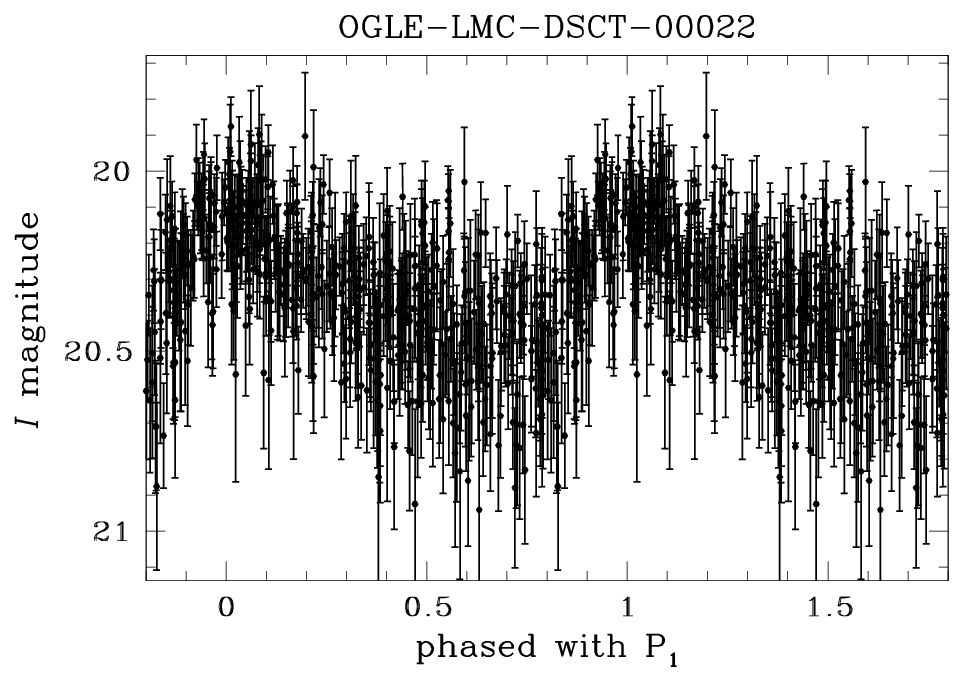 OGLE-LMC-DSCT-00022
I magnitude
20
20.5
21
0 0.5 1 1.5
phased with P₁